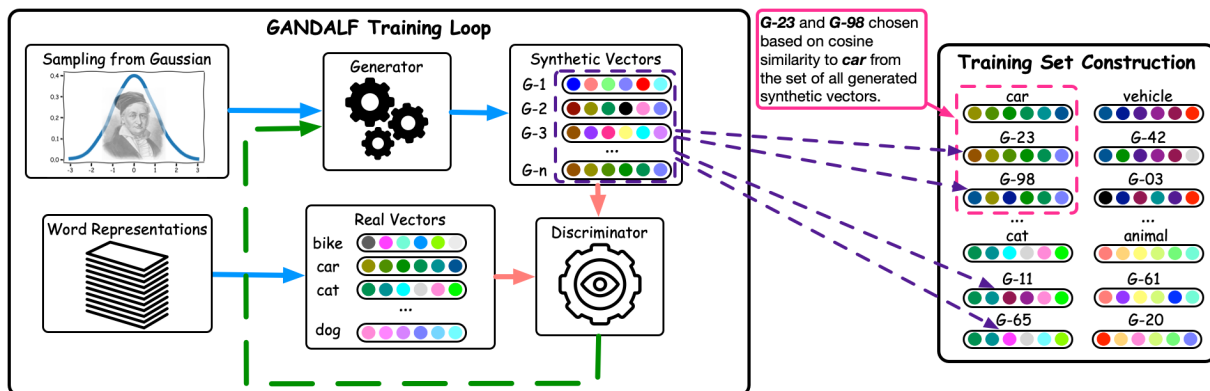 GANDALF Training Loop
Sampling from Gaussian
0.4
0.3
0.2
0.1
0.0
-3 -2 -1 0 1 2 3
Generator
Synthetic Vectors
G-1
G-2
G-3
...
G-n
Word Representations
Real Vectors
bike
car
cat
...
dog
Discriminator
G-23 and G-98 chosen
based on cosine
similarity to car from
the set of all generated
synthetic vectors.
Training Set Construction
car
G-23
G-98
...
cat
G-11
G-65
vehicle
G-42
G-03
...
animal
G-61
G-20